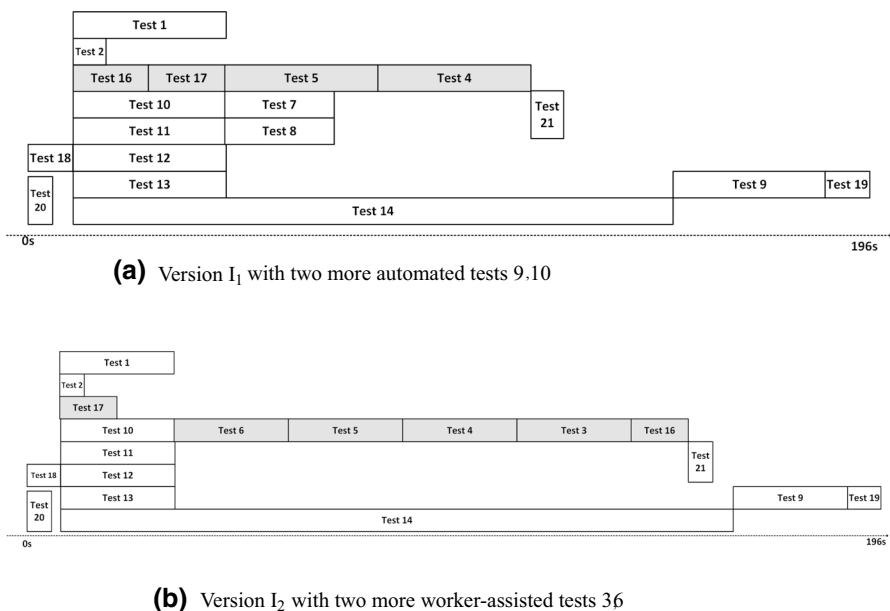 Test 1
Test 2
Test 16 Test 17 Test 5 Test 4
Test 10 Test 7
Test
21
Test 11 Test 8
Test 18 Test 12
Test 13 Test 9 Test 19
Test
20
Test 14
0s 196s
(a) Version I1 with two more automated tests 9,10
Test 1
Test 2
Test 17
Test 10 Test 6 Test 5 Test 4 Test 3 Test 16
Test 11
Test
21
Test 18 Test 12
Test 13 Test 9 Test 19
Test
20
Test 14
0s 196s
(b) Version I2 with two more worker-assisted tests 3,6